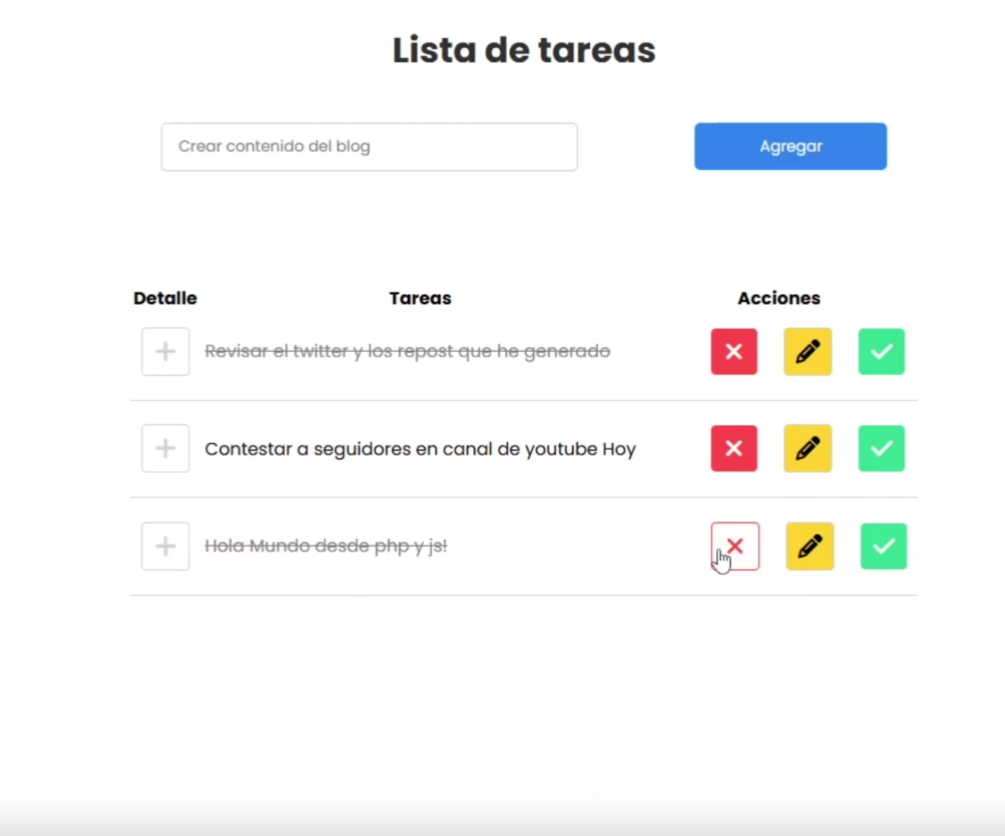 Lista de tareas
Crear contenido del blog
Agregar
Detalle Tareas Acciones
Revisar el twitter y los repost que he generado
Contestar a seguidores en canal de youtube Hoy
Hola Mundo desde php y js!